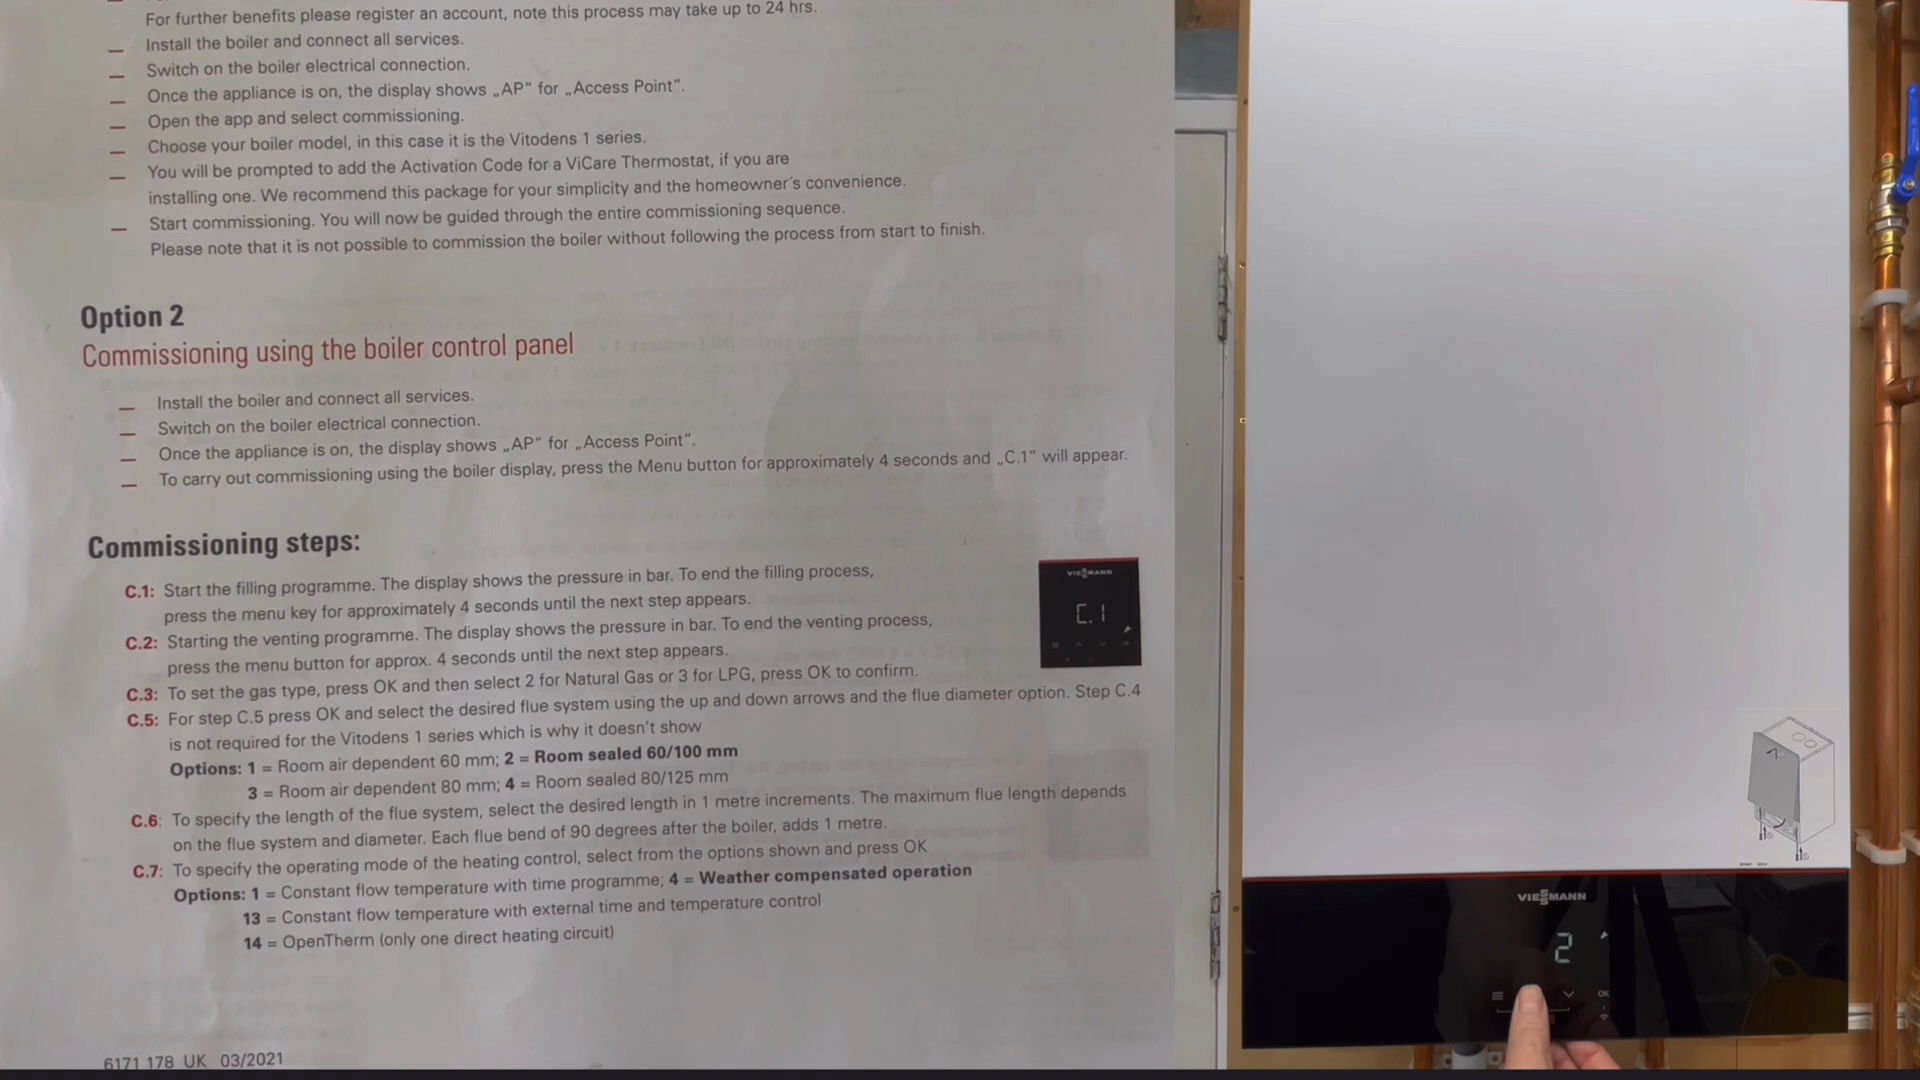 For further benefits please register an account, note this process may take up to 24 hrs.
— Install the boiler and connect all services.
— Switch on the boiler electrical connection.
— Once the appliance is on, the display shows „AP“ for „Access Point“.
— Open the app and select commissioning.
— Choose your boiler model, in this case it is the Vitodens 1 series.
— You will be prompted to add the Activation Code for a ViCare Thermostat, if you are
installing one. We recommend this package for your simplicity and the homeowner´s convenience.
— Start commissioning. You will now be guided through the entire commissioning sequence.
Please note that it is not possible to commission the boiler without following the process from start to finish.
Option 2
Commissioning using the boiler control panel
— Install the boiler and connect all services.
— Switch on the boiler electrical connection.
— Once the appliance is on, the display shows „AP“ for „Access Point“.
— To carry out commissioning using the boiler display, press the Menu button for approximately 4 seconds and „C.1“ will appear.
Commissioning steps:
C.1: Start the filling programme. The display shows the pressure in bar. To end the filling process,
press the menu key for approximately 4 seconds until the next step appears.
C.2: Starting the venting programme. The display shows the pressure in bar. To end the venting process,
press the menu button for approx. 4 seconds until the next step appears.
C.3: To set the gas type, press OK and then select 2 for Natural Gas or 3 for LPG, press OK to confirm.
C.5: For step C.5 press OK and select the desired flue system using the up and down arrows and the flue diameter option. Step C.4
is not required for the Vitodens 1 series which is why it doesn't show
Options: 1 = Room air dependent 60 mm; 2 = Room sealed 60/100 mm
3 = Room air dependent 80 mm; 4 = Room sealed 80/125 mm
C.6: To specify the length of the flue system, select the desired length in 1 metre increments. The maximum flue length depends
on the flue system and diameter. Each flue bend of 90 degrees after the boiler, adds 1 metre.
C.7: To specify the operating mode of the heating control, select from the options shown and press OK
Options: 1 = Constant flow temperature with time programme; 4 = Weather compensated operation
13 = Constant flow temperature with external time and temperature control
14 = OpenTherm (only one direct heating circuit)
6171 178 UK 03/2021
VIESSMANN
C.1
VIESSMANN
2
OK